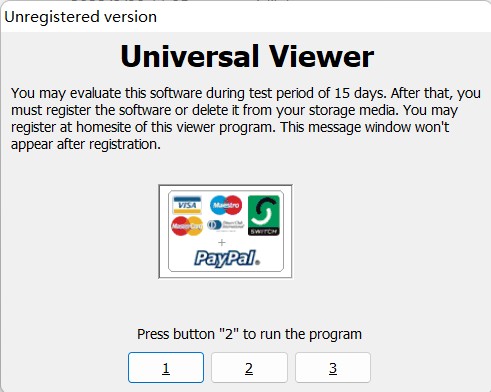 Unregistered version
Universal Viewer
You may evaluate this software during test period of 15 days. After that, you
must register the software or delete it from your storage media. You may
register at homesite of this viewer program. This message window won't
appear after registration.
VISA Maestro
MasterCard Diners Club International SWITCH
+
PayPal®
Press button "2" to run the program
1 2 3